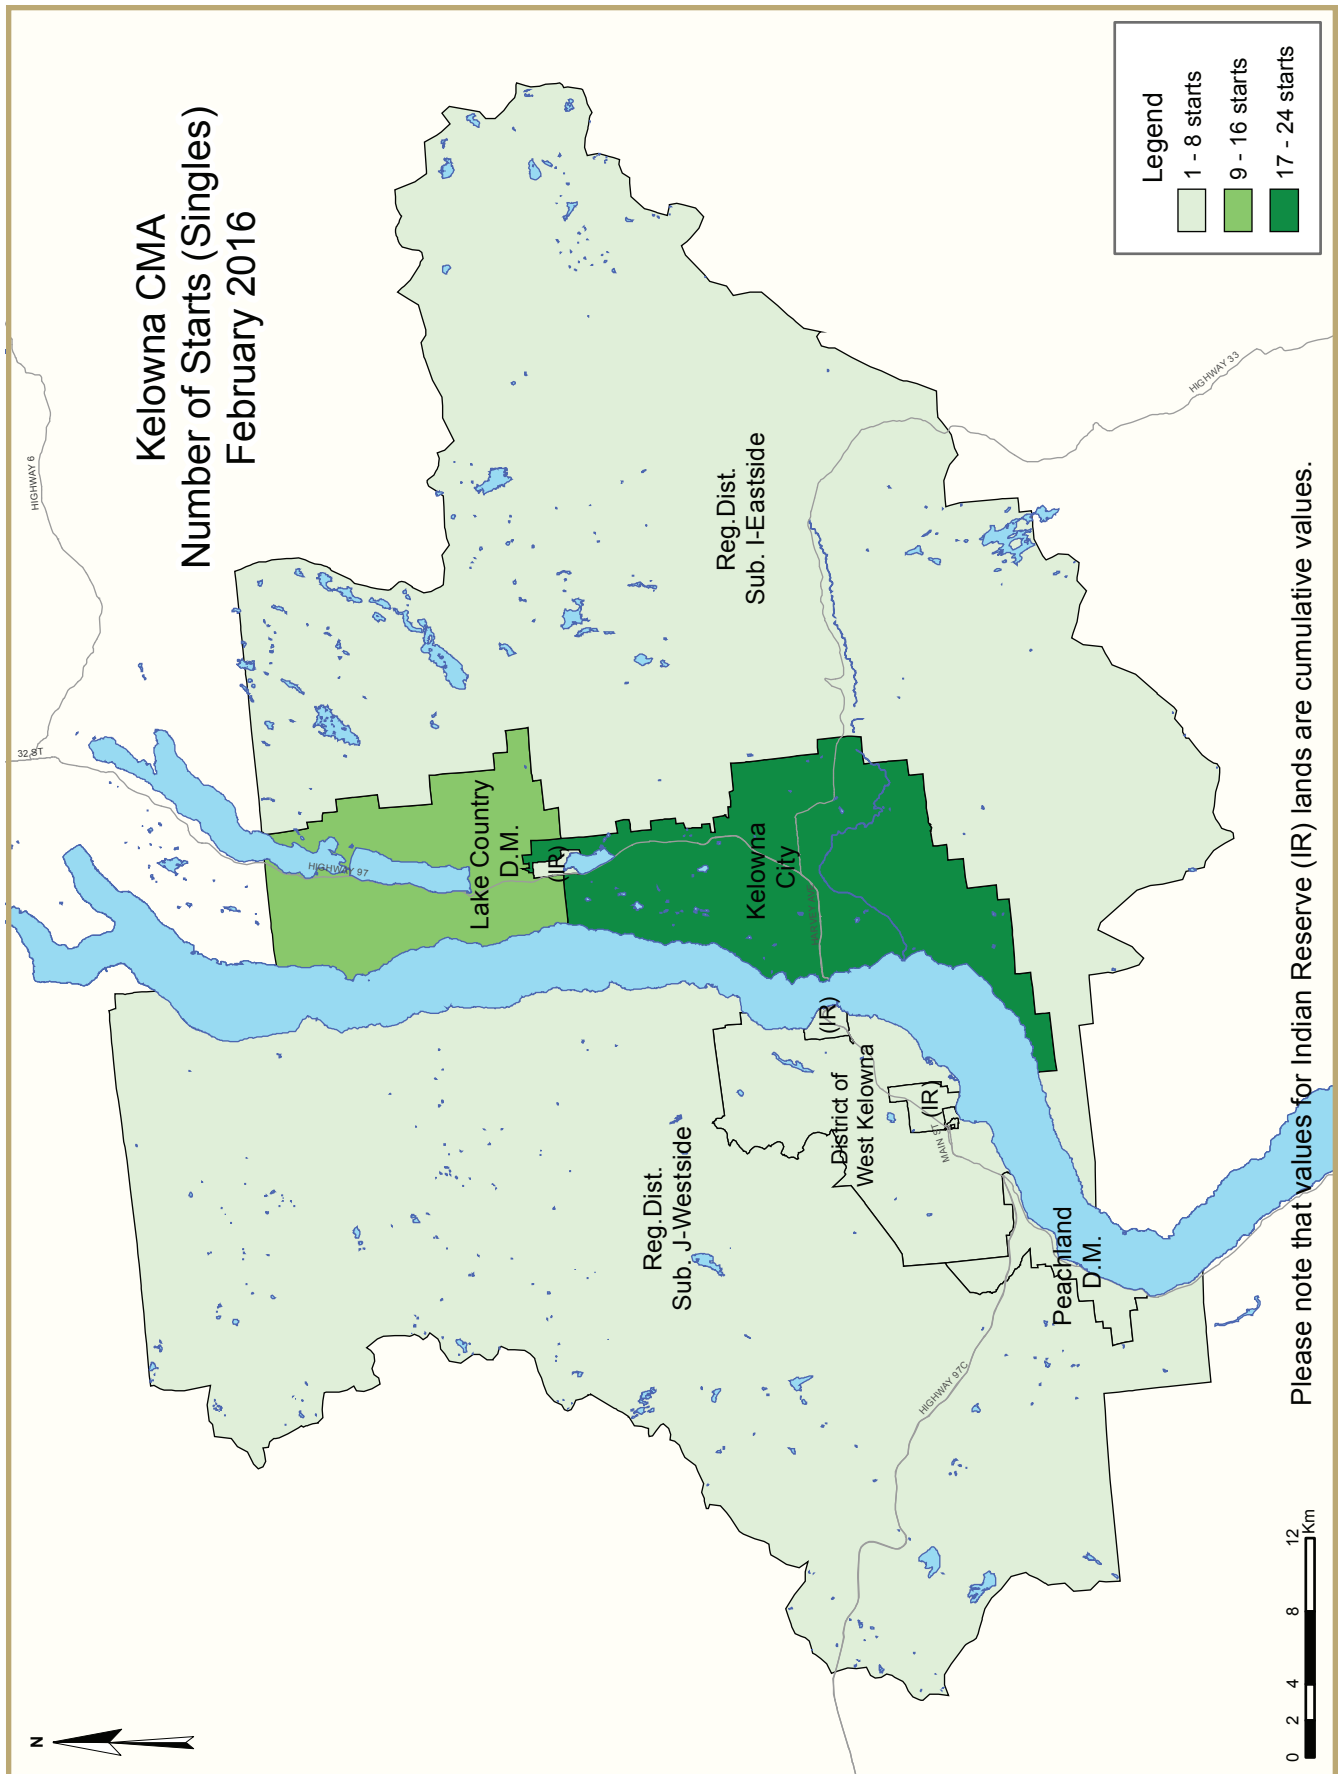 Kelowna CMA
Number of Starts (Singles)
February 2016
N
HIGHWAY 6
32 ST
HIGHWAY 97
Lake Country
D.M.
(IR)
Kelowna
City
Reg.Dist.
Sub. I-Eastside
HIGHWAY 33
Reg.Dist.
Sub. J-Westside
(IR)
District of
West Kelowna
(IR)
MAIN ST
Peachland
D.M.
HIGHWAY 97C
Legend
1 - 8 starts
9 - 16 starts
17 - 24 starts
0 2 4 8 12
Km
Please note that values for Indian Reserve (IR) lands are cumulative values.